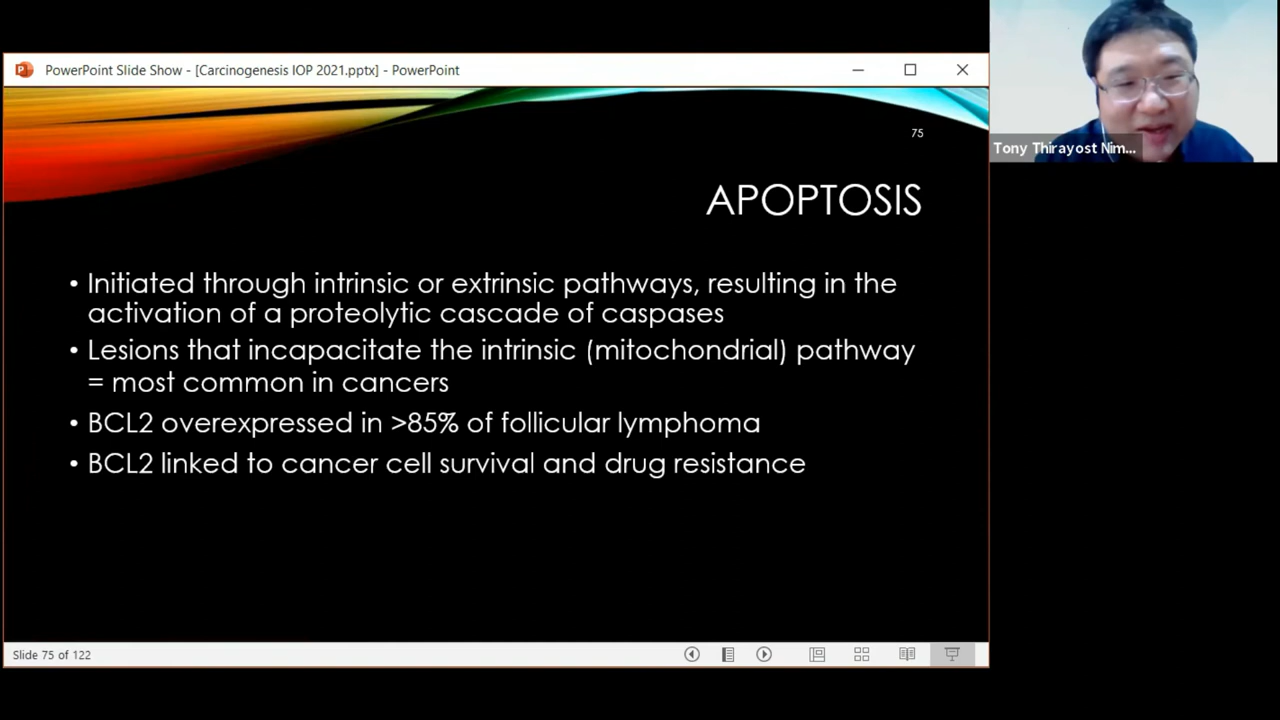 PowerPoint Slide Show - [Carcinogenesis IOP 2021.pptx] - PowerPoint
Tony Thirayost Nim...
75
APOPTOSIS
• Initiated through intrinsic or extrinsic pathways, resulting in the
activation of a proteolytic cascade of caspases
• Lesions that incapacitate the intrinsic (mitochondrial) pathway
= most common in cancers
• BCL2 overexpressed in >85% of follicular lymphoma
• BCL2 linked to cancer cell survival and drug resistance
Slide 75 of 122